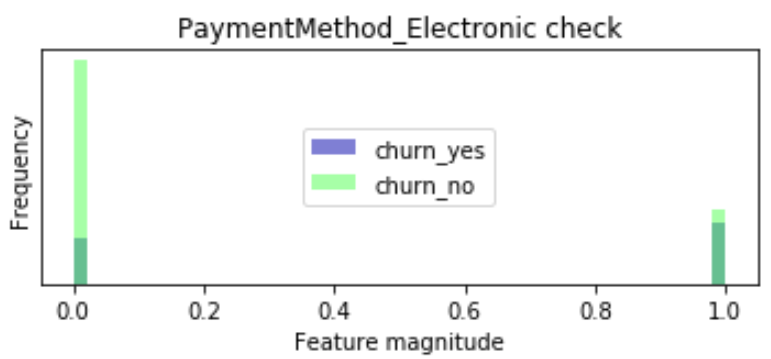 PaymentMethod_Electronic check
Frequency
churn_yes
churn_no
0.0 0.2 0.4 0.6 0.8 1.0
Feature magnitude